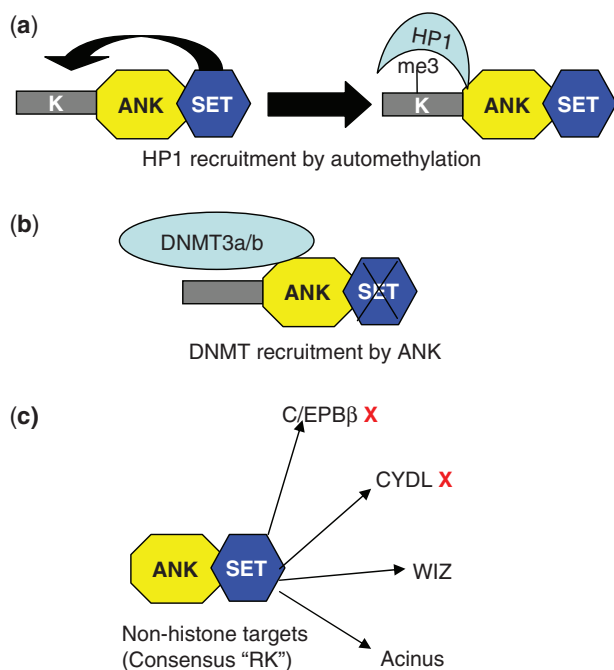 (a)
HP1
me3
K ANK SET K ANK SET
HP1 recruitment by automethylation
(b)
DNMT3a/b
ANK SET
DNMT recruitment by ANK
(c)
C/EPBβ X
CYDL X
ANK SET WIZ
Non-histone targets
(Consensus “RK”)
Acinus